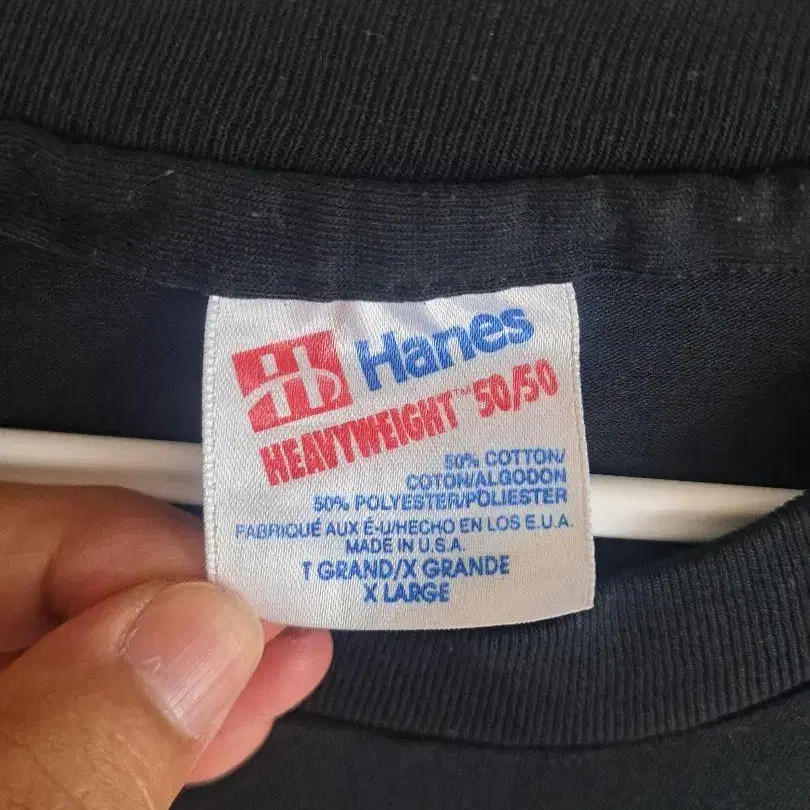 H Hanes
HEAVYWEIGHT™ 50/50
50% COTTON/
COTON/ALGODON
50% POLYESTER/POLIESTER
FABRIQUÉ AUX É-U/HECHO EN LOS E.U.A.
MADE IN U.S.A.
T GRAND/X GRANDE
X LARGE